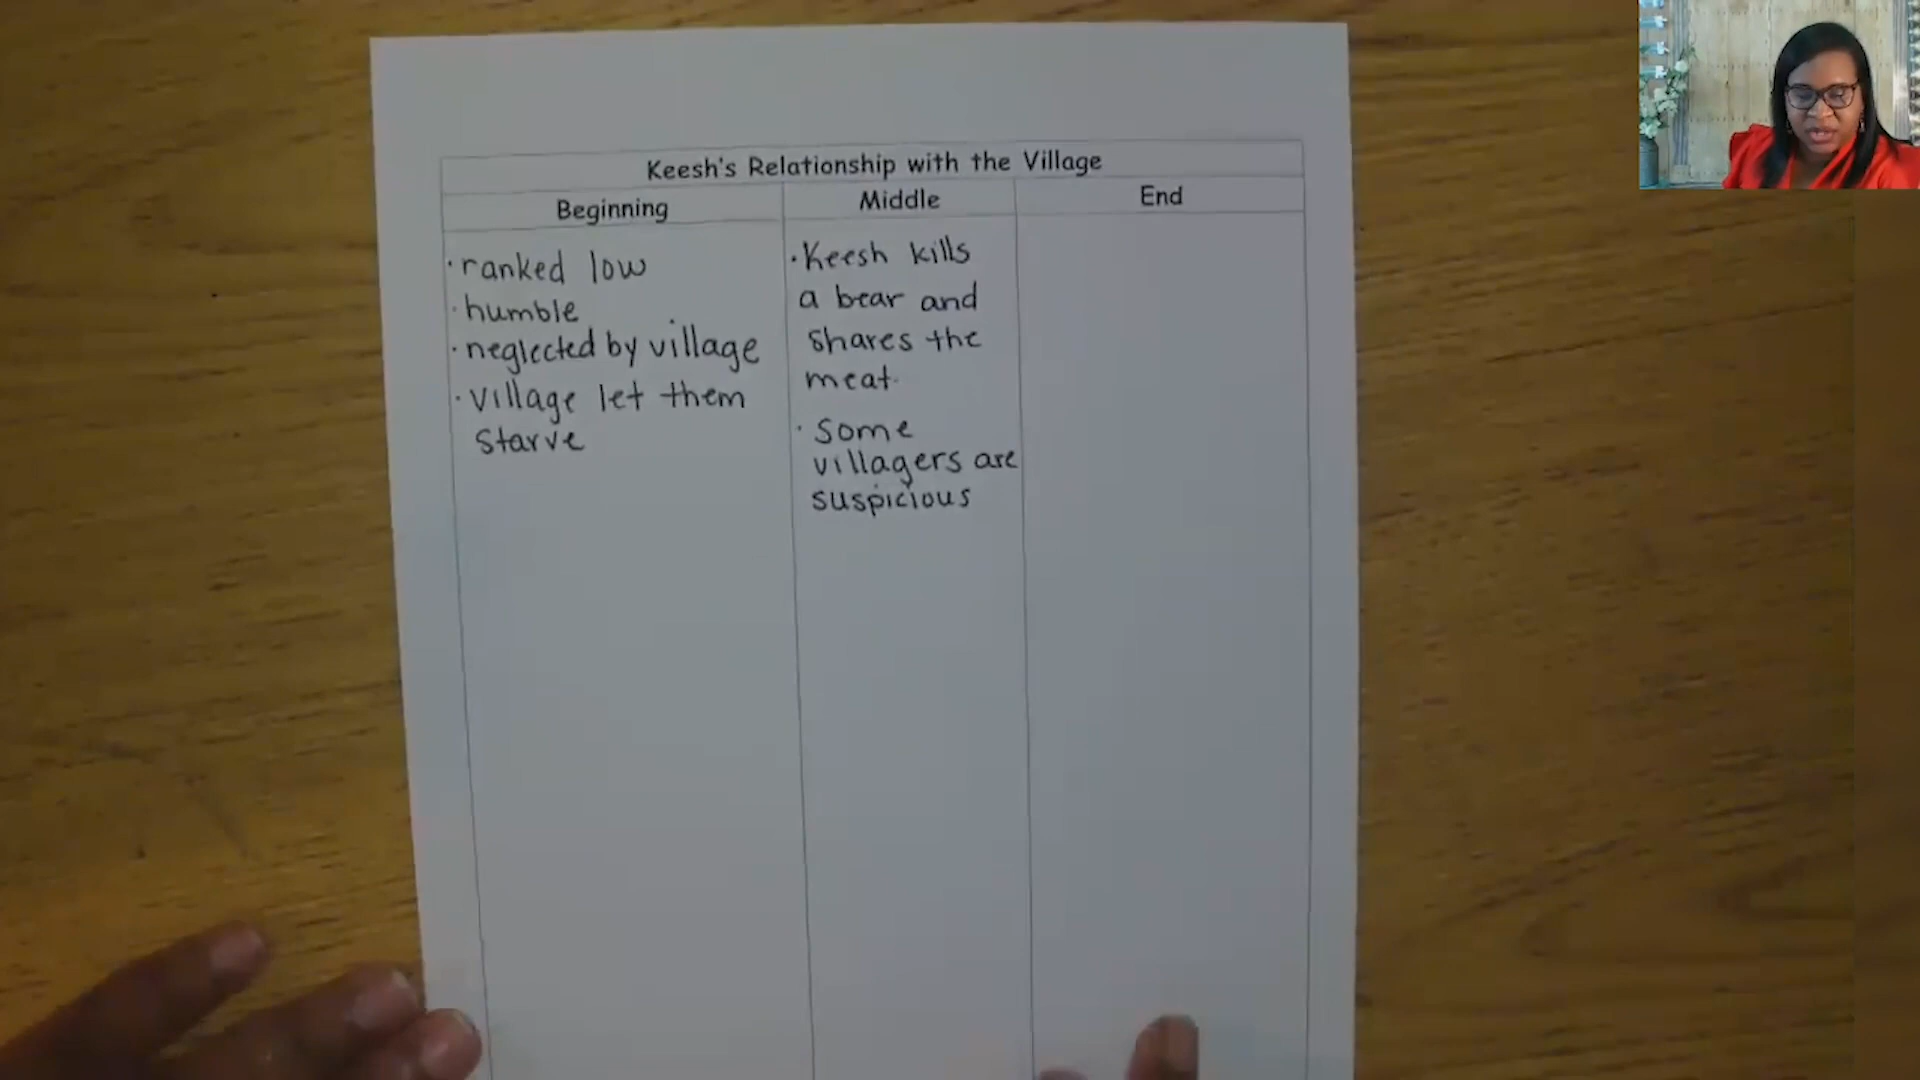 Keesh's Relationship with the Village
Beginning
Middle
End
· ranked low
· humble
· neglected by village
· village let them
starve
· Keesh kills
a bear and
shares the
meat.
· Some
villagers are
suspicious